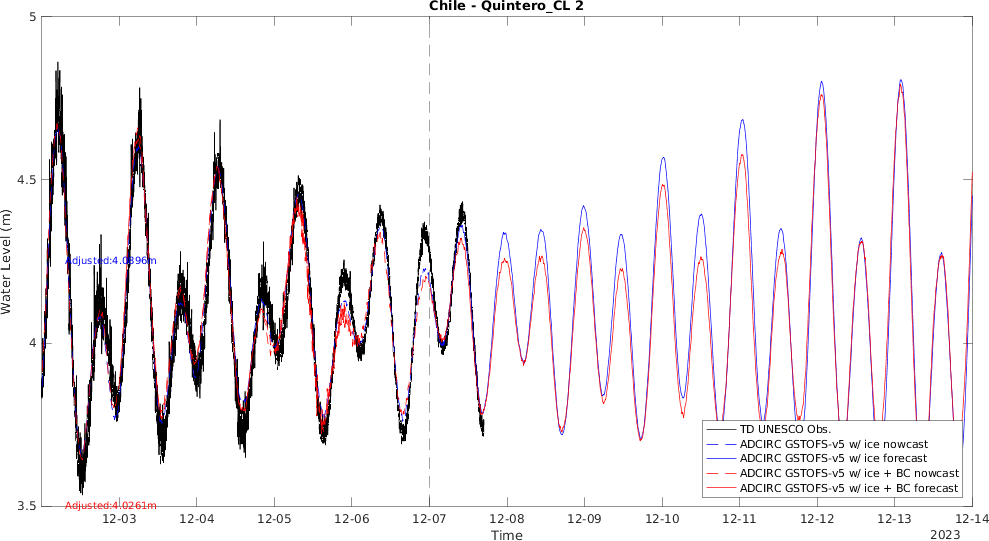 Chile - Quintero_CL 2
5
4.5
4
3.5
Water Level (m)
Adjusted:4.0396m
Adjusted:4.0261m
TD UNESCO Obs.
ADCIRC GSTOFS-v5 w/ ice nowcast
ADCIRC GSTOFS-v5 w/ ice forecast
ADCIRC GSTOFS-v5 w/ ice + BC nowcast
ADCIRC GSTOFS-v5 w/ ice + BC forecast
12-03 12-04 12-05 12-06 12-07 12-08 12-09 12-10 12-11 12-12 12-13 12-14
Time
2023